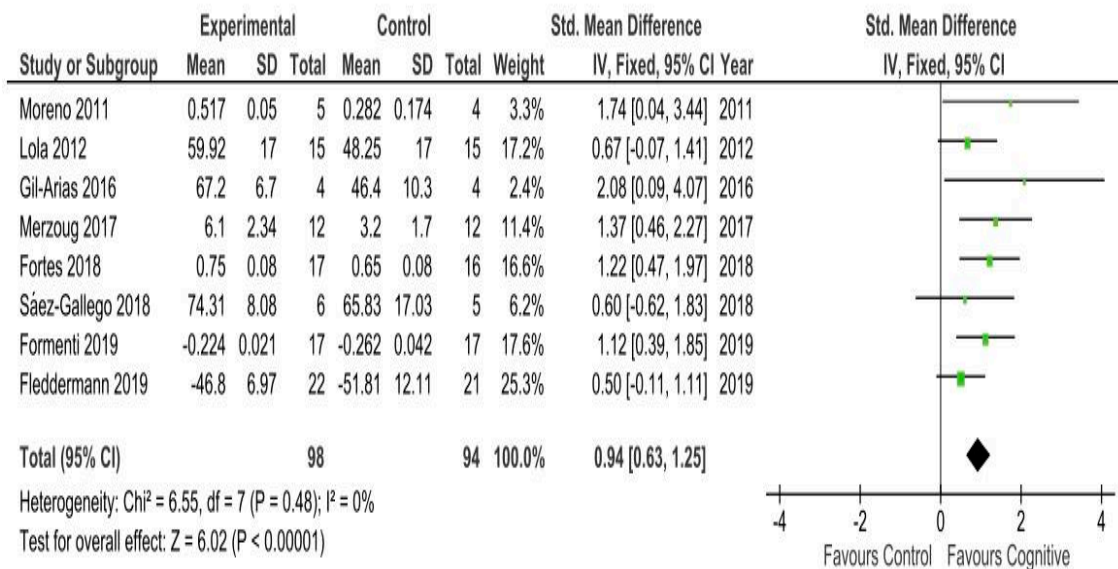 Experimental Control Std. Mean Difference Std. Mean Difference
Study or Subgroup Mean SD Total Mean SD Total Weight IV, Fixed, 95% CI Year IV, Fixed, 95% CI
Moreno 2011 0.517 0.05 5 0.282 0.174 4 3.3% 1.74 [0.04, 3.44] 2011
Lola 2012 59.92 17 15 48.25 17 15 17.2% 0.67 [-0.07, 1.41] 2012
Gil-Arias 2016 67.2 6.7 4 46.4 10.3 4 2.4% 2.08 [0.09, 4.07] 2016
Merzoug 2017 6.1 2.34 12 3.2 1.7 12 11.4% 1.37 [0.46, 2.27] 2017
Fortes 2018 0.75 0.08 17 0.65 0.08 16 16.6% 1.22 [0.47, 1.97] 2018
Sáez-Gallego 2018 74.31 8.08 6 65.83 17.03 5 6.2% 0.60 [-0.62, 1.83] 2018
Formenti 2019 -0.224 0.021 17 -0.262 0.042 17 17.6% 1.12 [0.39, 1.85] 2019
Fleddermann 2019 -46.8 6.97 22 -51.81 12.11 21 25.3% 0.50 [-0.11, 1.11] 2019
Total (95% CI) 98 94 100.0% 0.94 [0.63, 1.25]
Heterogeneity: Chi² = 6.55, df = 7 (P = 0.48); I² = 0%
Test for overall effect: Z = 6.02 (P < 0.00001)
-4 -2 0 2 4
Favours Control Favours Cognitive